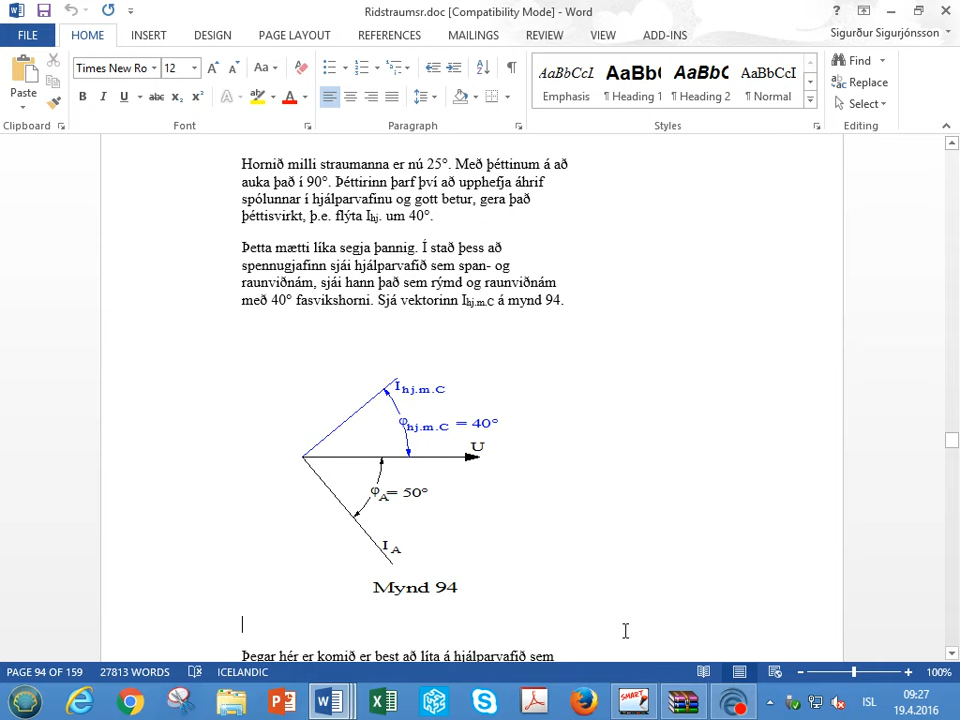 Ridstraumsr.doc [Compatibility Mode] - Word
FILE HOME INSERT DESIGN PAGE LAYOUT REFERENCES MAILINGS REVIEW VIEW ADD-INS Sigurður Sigurjónsson
Times New Ro 12
Paste
Clipboard Font Paragraph Styles Editing
AaBbCcI Emphasis
AaBb( ¶ Heading 1
AaBbC ¶ Heading 2
AaBbCcI ¶ Normal
Find
Replace
Select
Hornið milli straumanna er nú 25°. Með þéttinum á að
auka það í 90°. Þéttirinn þarf því að upphefja áhrif
spólunnar í hjálparvafinu og gott betur, gera það
þéttisvirkt, þ.e. flýta Ihj. um 40°.
Þetta mætti líka segja þannig. Í stað þess að
spennugjafinn sjái hjálparvafið sem span- og
raunviðnám, sjái hann það sem rýmd og raunviðnám
með 40° fasvikshorni. Sjá vektorinn Ihj.m.C á mynd 94.
I hj.m.C
φhj.m.C = 40°
U
φA= 50°
I A
Mynd 94
Þegar hér er komið er best að líta á hjálparvafið sem
PAGE 94 OF 159 27813 WORDS ICELANDIC 100%
ISL 09:27
19.4.2016